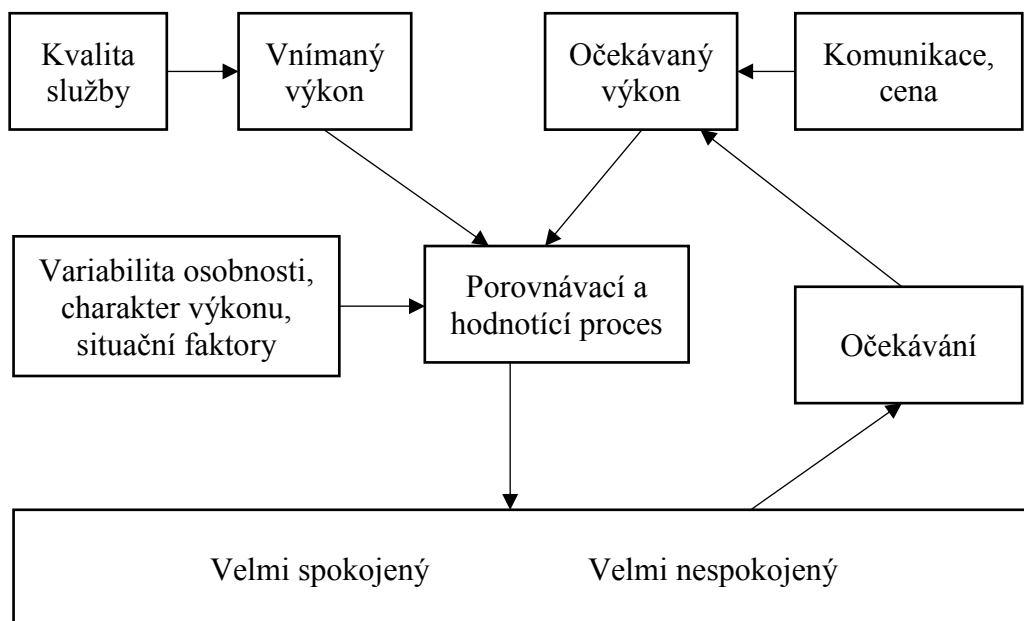 Kvalita
služby
Vnímaný
výkon
Očekávaný
výkon
Komunikace,
cena
Variabilita osobnosti,
charakter výkonu,
situační faktory
Porovnávací a
hodnotící proces
Očekávání
Velmi spokojený
Velmi nespokojený